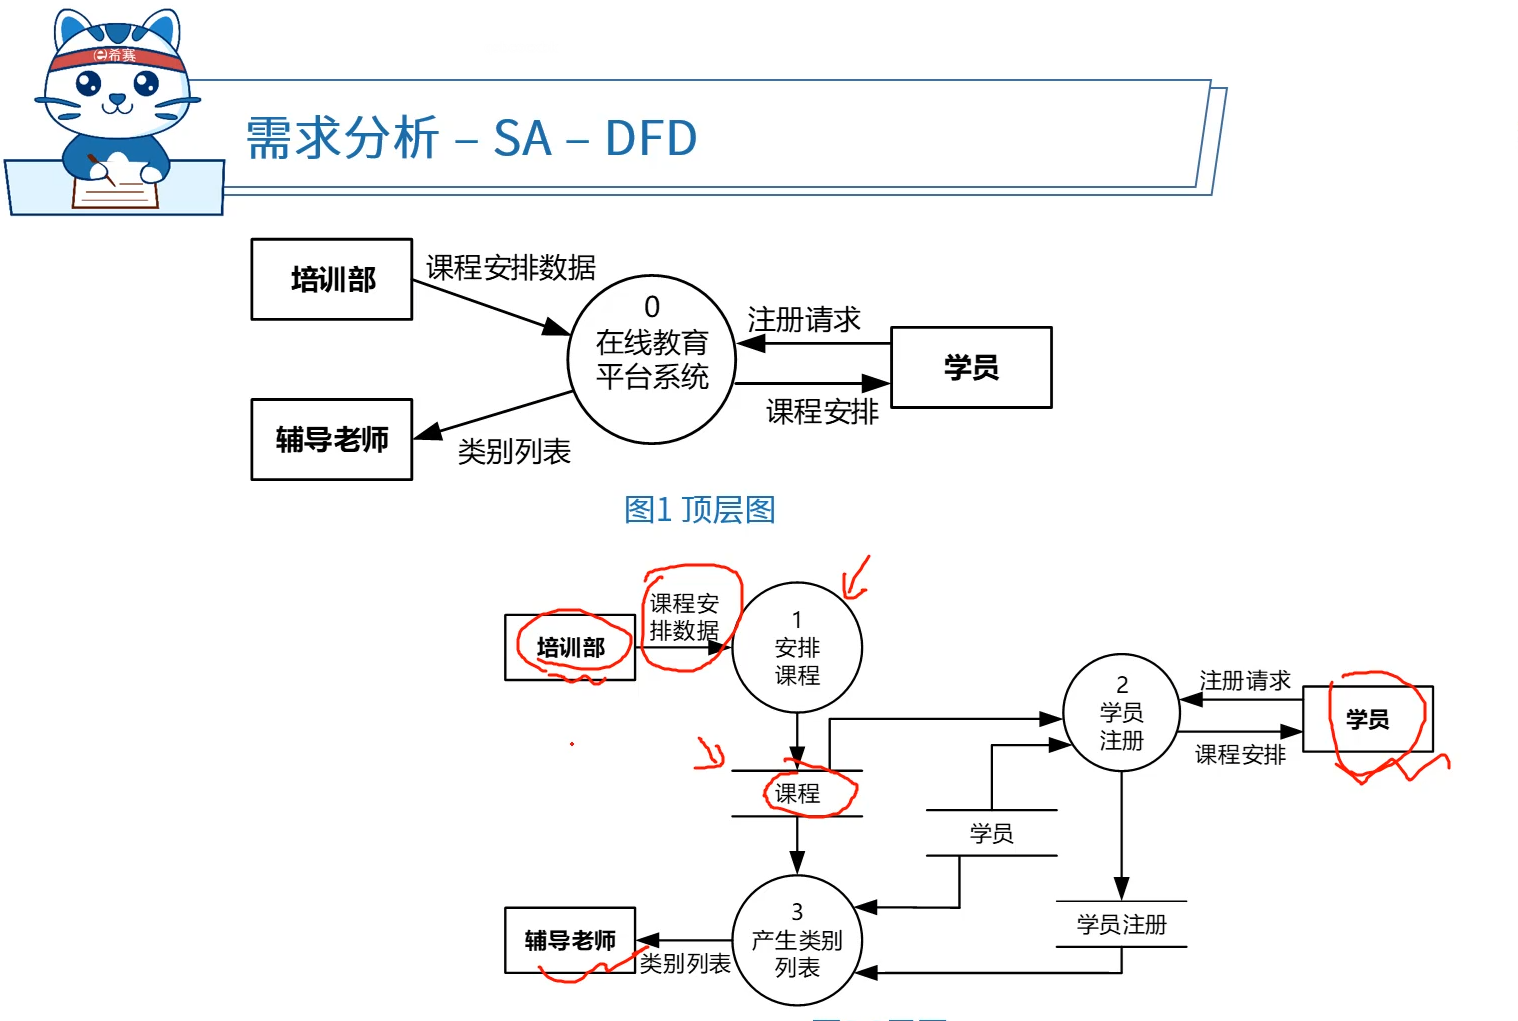 e希赛
需求分析 – SA – DFD
培训部
课程安排数据
0
在线教育
平台系统
注册请求
学员
课程安排
辅导老师
类别列表
图1 顶层图
培训部
课程安
排数据
1
安排
课程
2
学员
注册
注册请求
学员
课程安排
课程
学员
学员注册
3
产生类别
列表
辅导老师
类别列表